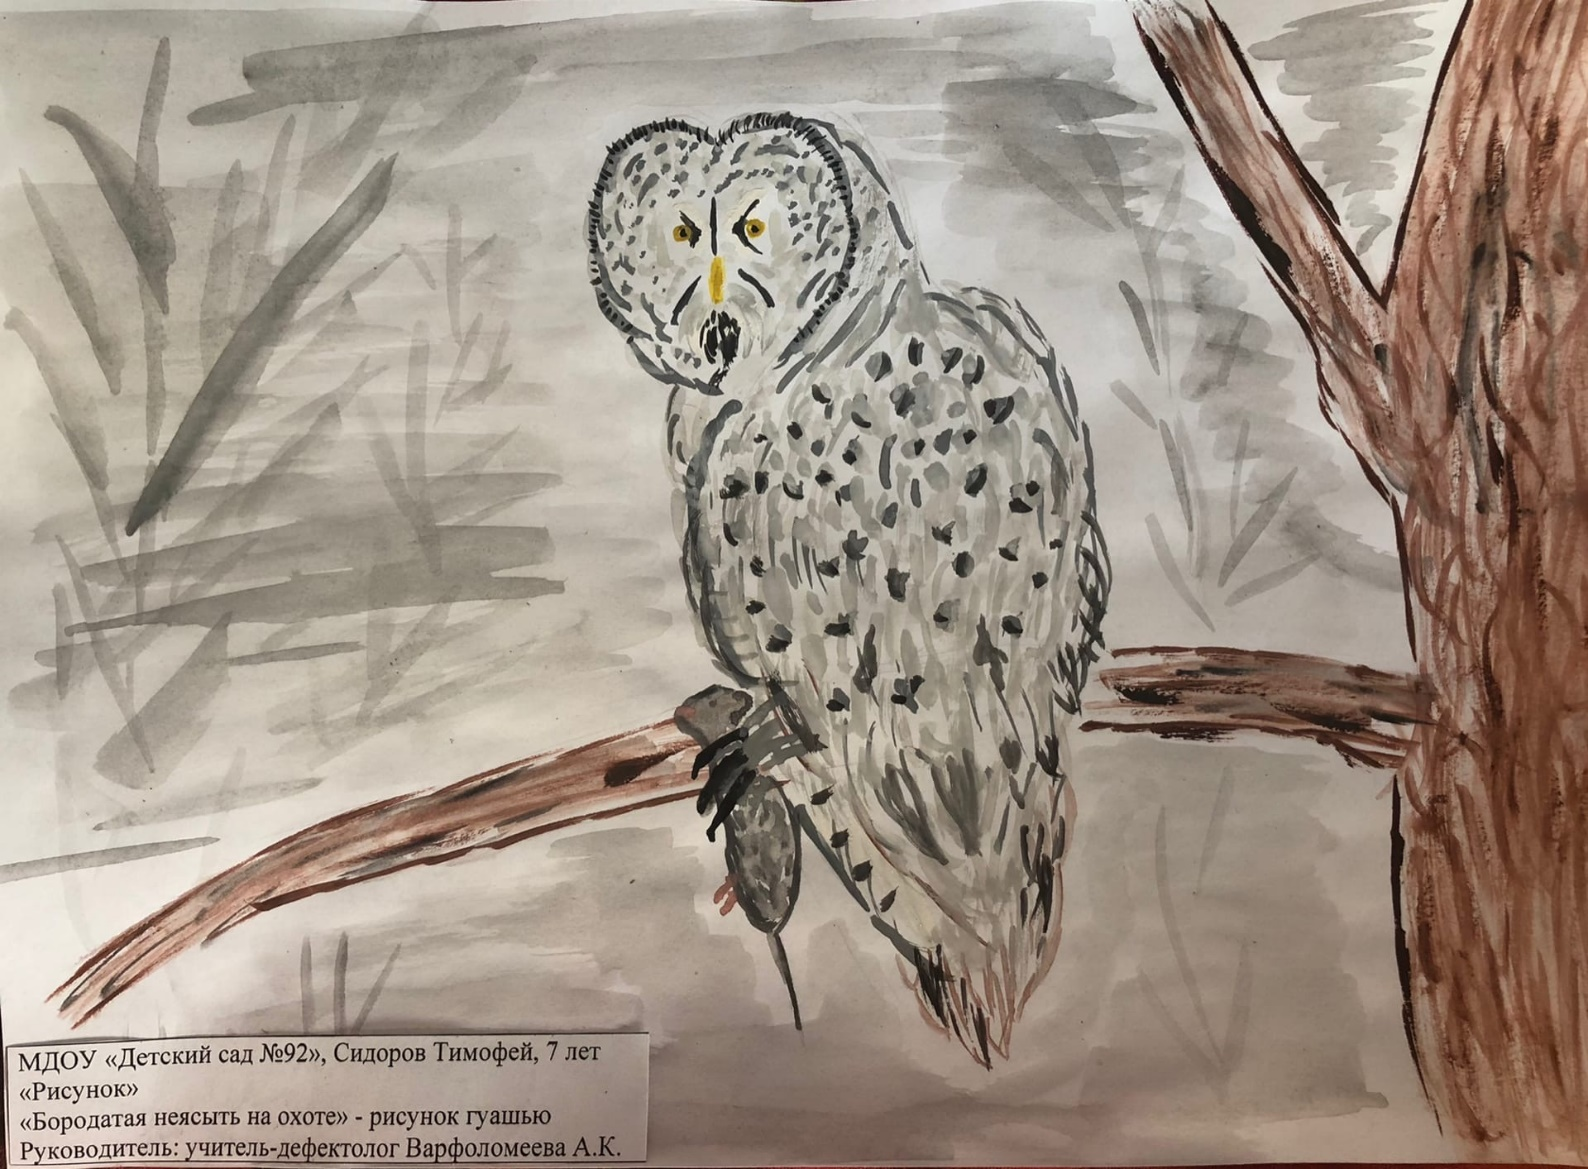 МДОУ «Детский сад №92», Сидоров Тимофей, 7 лет
«Рисунок»
«Бородатая неясыть на охоте» - рисунок гуашью
Руководитель: учитель-дефектолог Варфоломеева А.К.